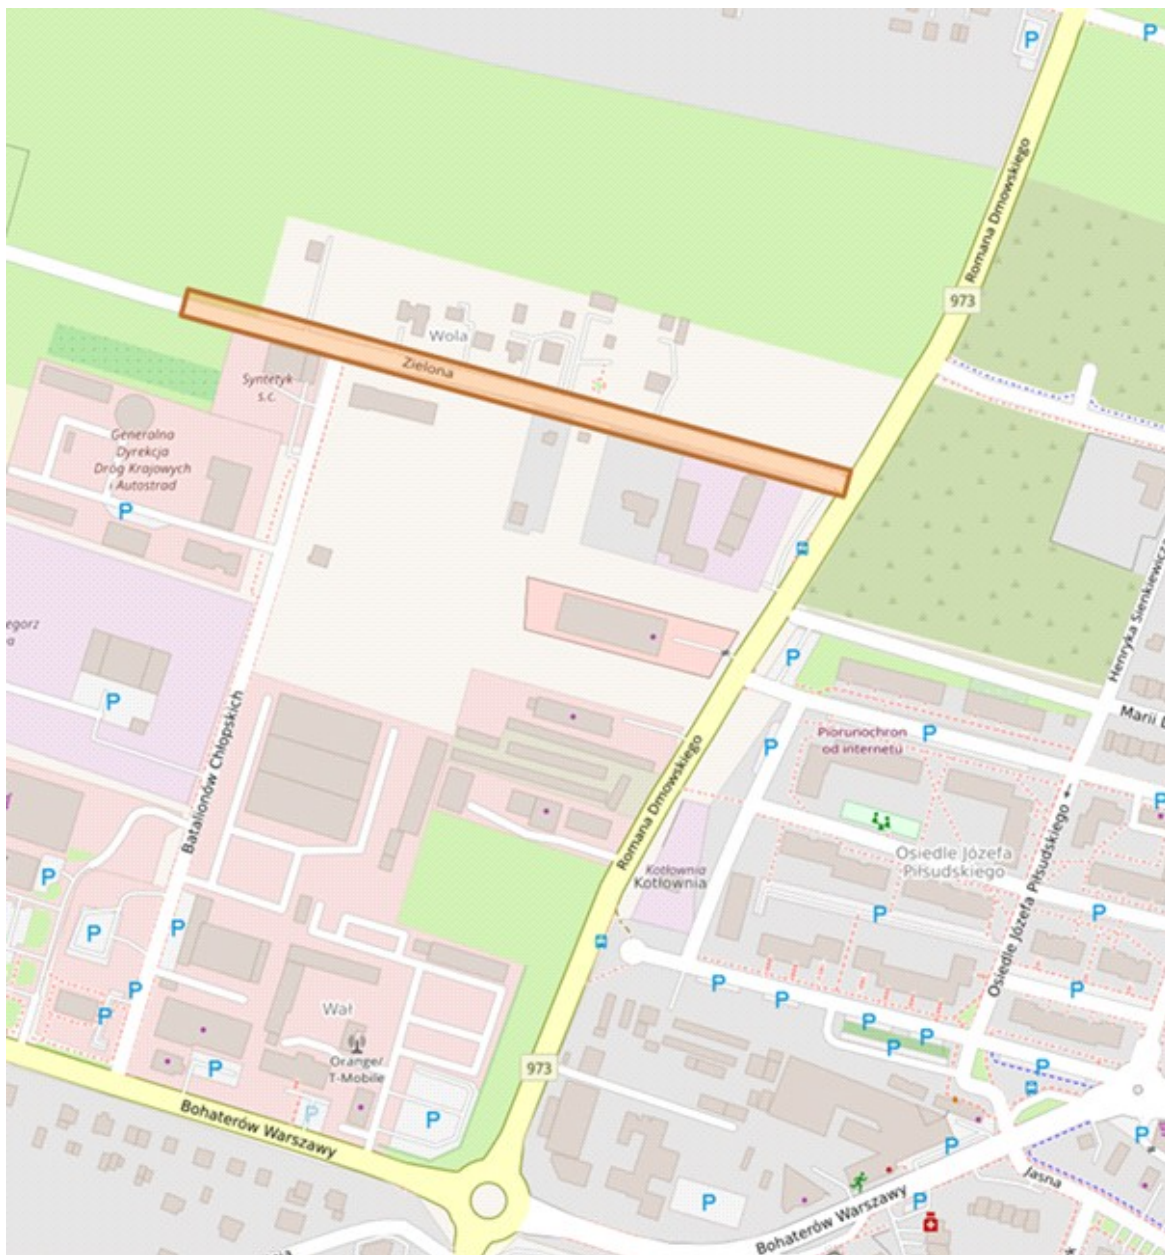 P
P
Romana Dmowskiego
973
Wola
Zielona
Syntetyk
s.c.
Generalna
Dyrekcja
Dróg Krajowych
i Autostrad
P
Henryka Sienkiewicza
P
P
Marii
Piorunochron
od internetu
P
P
P
Batalionów Chłopskich
Romana Dmowskiego
Osiedle Józefa
Piłsudskiego
Kotłownia
Kotłownia
Osiedle Józefa Piłsudskiego
P
P
P
P
P
P
P
P
P
P
P
P
P
Wał
Orange/
T-Mobile
973
P
P
P
P
P
Bohaterów Warszawy
P
P
Jasna
P
P
Bohaterów Warszawy